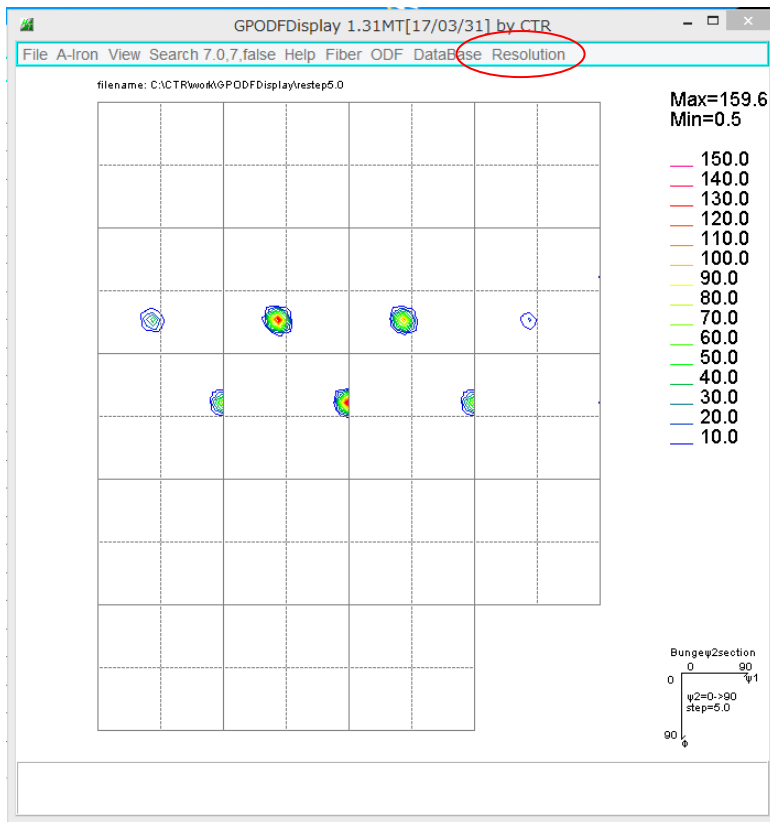 GPODFDisplay 1.31MT[17/03/31] by CTR
File A-Iron View Search 7.0,7,false Help Fiber ODF DataBase Resolution
filename: C:\CTR\work\GPODFDisplay\restep5.0
Max=159.6
Min=0.5
150.0
140.0
130.0
120.0
110.0
100.0
90.0
80.0
70.0
60.0
50.0
40.0
30.0
20.0
10.0
Bungeψ2section
0 90
0 ψ1
ψ2=0->90
step=5.0
90 Φ